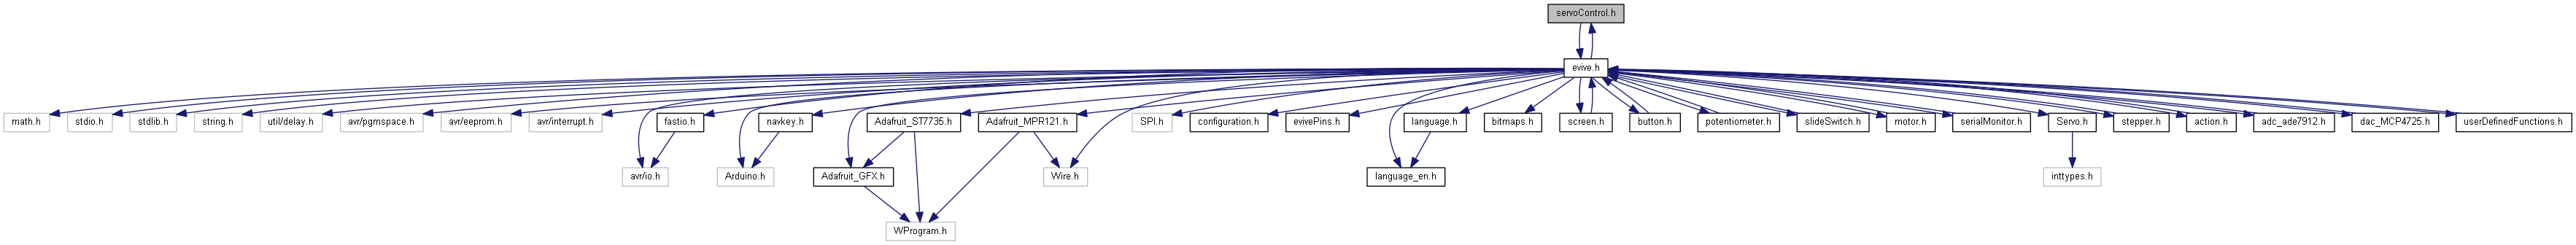 servoControl.h
evive.h
math.h
stdio.h
stdlib.h
string.h
util/delay.h
avr/pgmspace.h
avr/eeprom.h
avr/interrupt.h
fastio.h
navkey.h
Adafruit_ST7735.h
Adafruit_MPR121.h
SPI.h
configuration.h
evivePins.h
language.h
bitmaps.h
screen.h
button.h
potentiometer.h
slideSwitch.h
motor.h
serialMonitor.h
Servo.h
stepper.h
action.h
adc_ade7912.h
dac_MCP4725.h
userDefinedFunctions.h
avr/io.h
Arduino.h
Adafruit_GFX.h
Wire.h
language_en.h
inttypes.h
WProgram.h